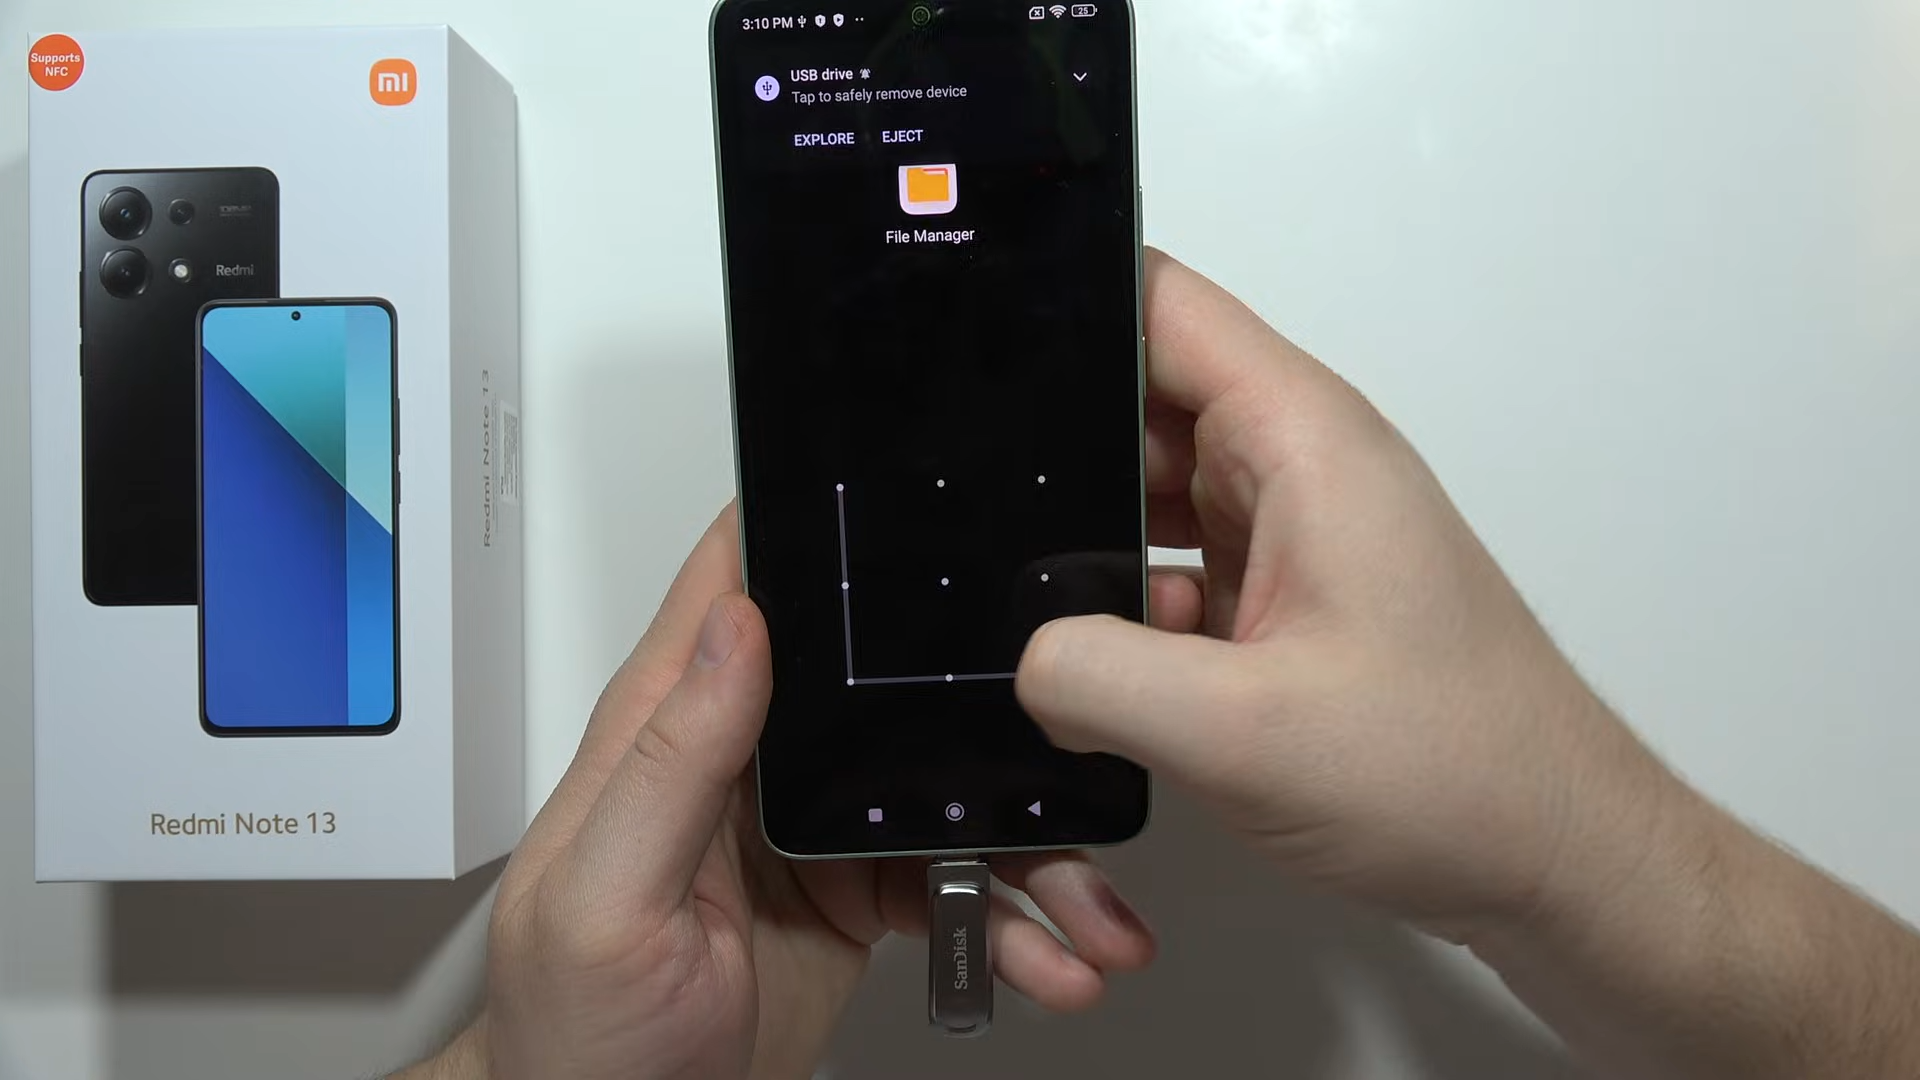 Supports
NFC
Redmi
Redmi Note 13
Redmi Note 13
3:10 PM
25
USB drive
Tap to safely remove device
EXPLORE EJECT
File Manager
SanDisk